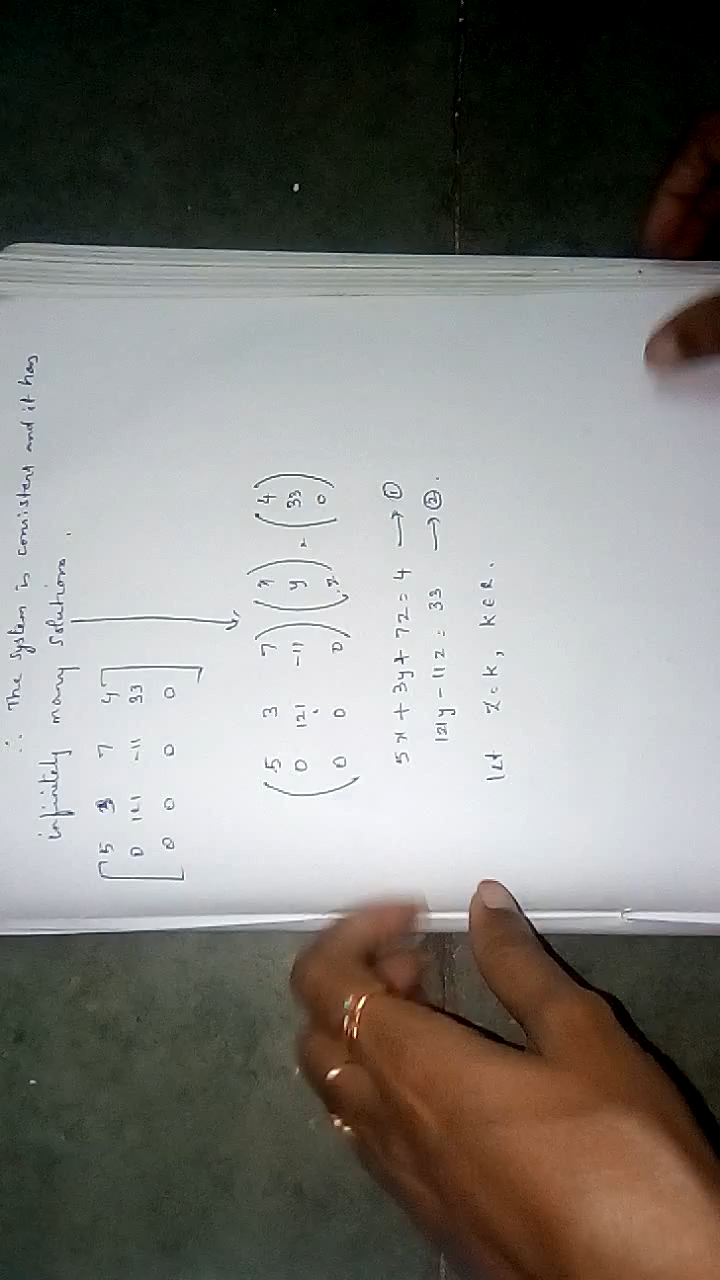 ∴ The system is consistent and it has
infinitely many solutions.
[5 3 7 4
0 121 -11 33
0 0 0 0]
(5 3 7) (x) = (4)
(0 121 -11) (y) (33)
(0 0 0) (z) (0)
5x + 3y + 7z = 4 → ①
121y - 11z = 33 → ②.
let z = k, k ∈ R.